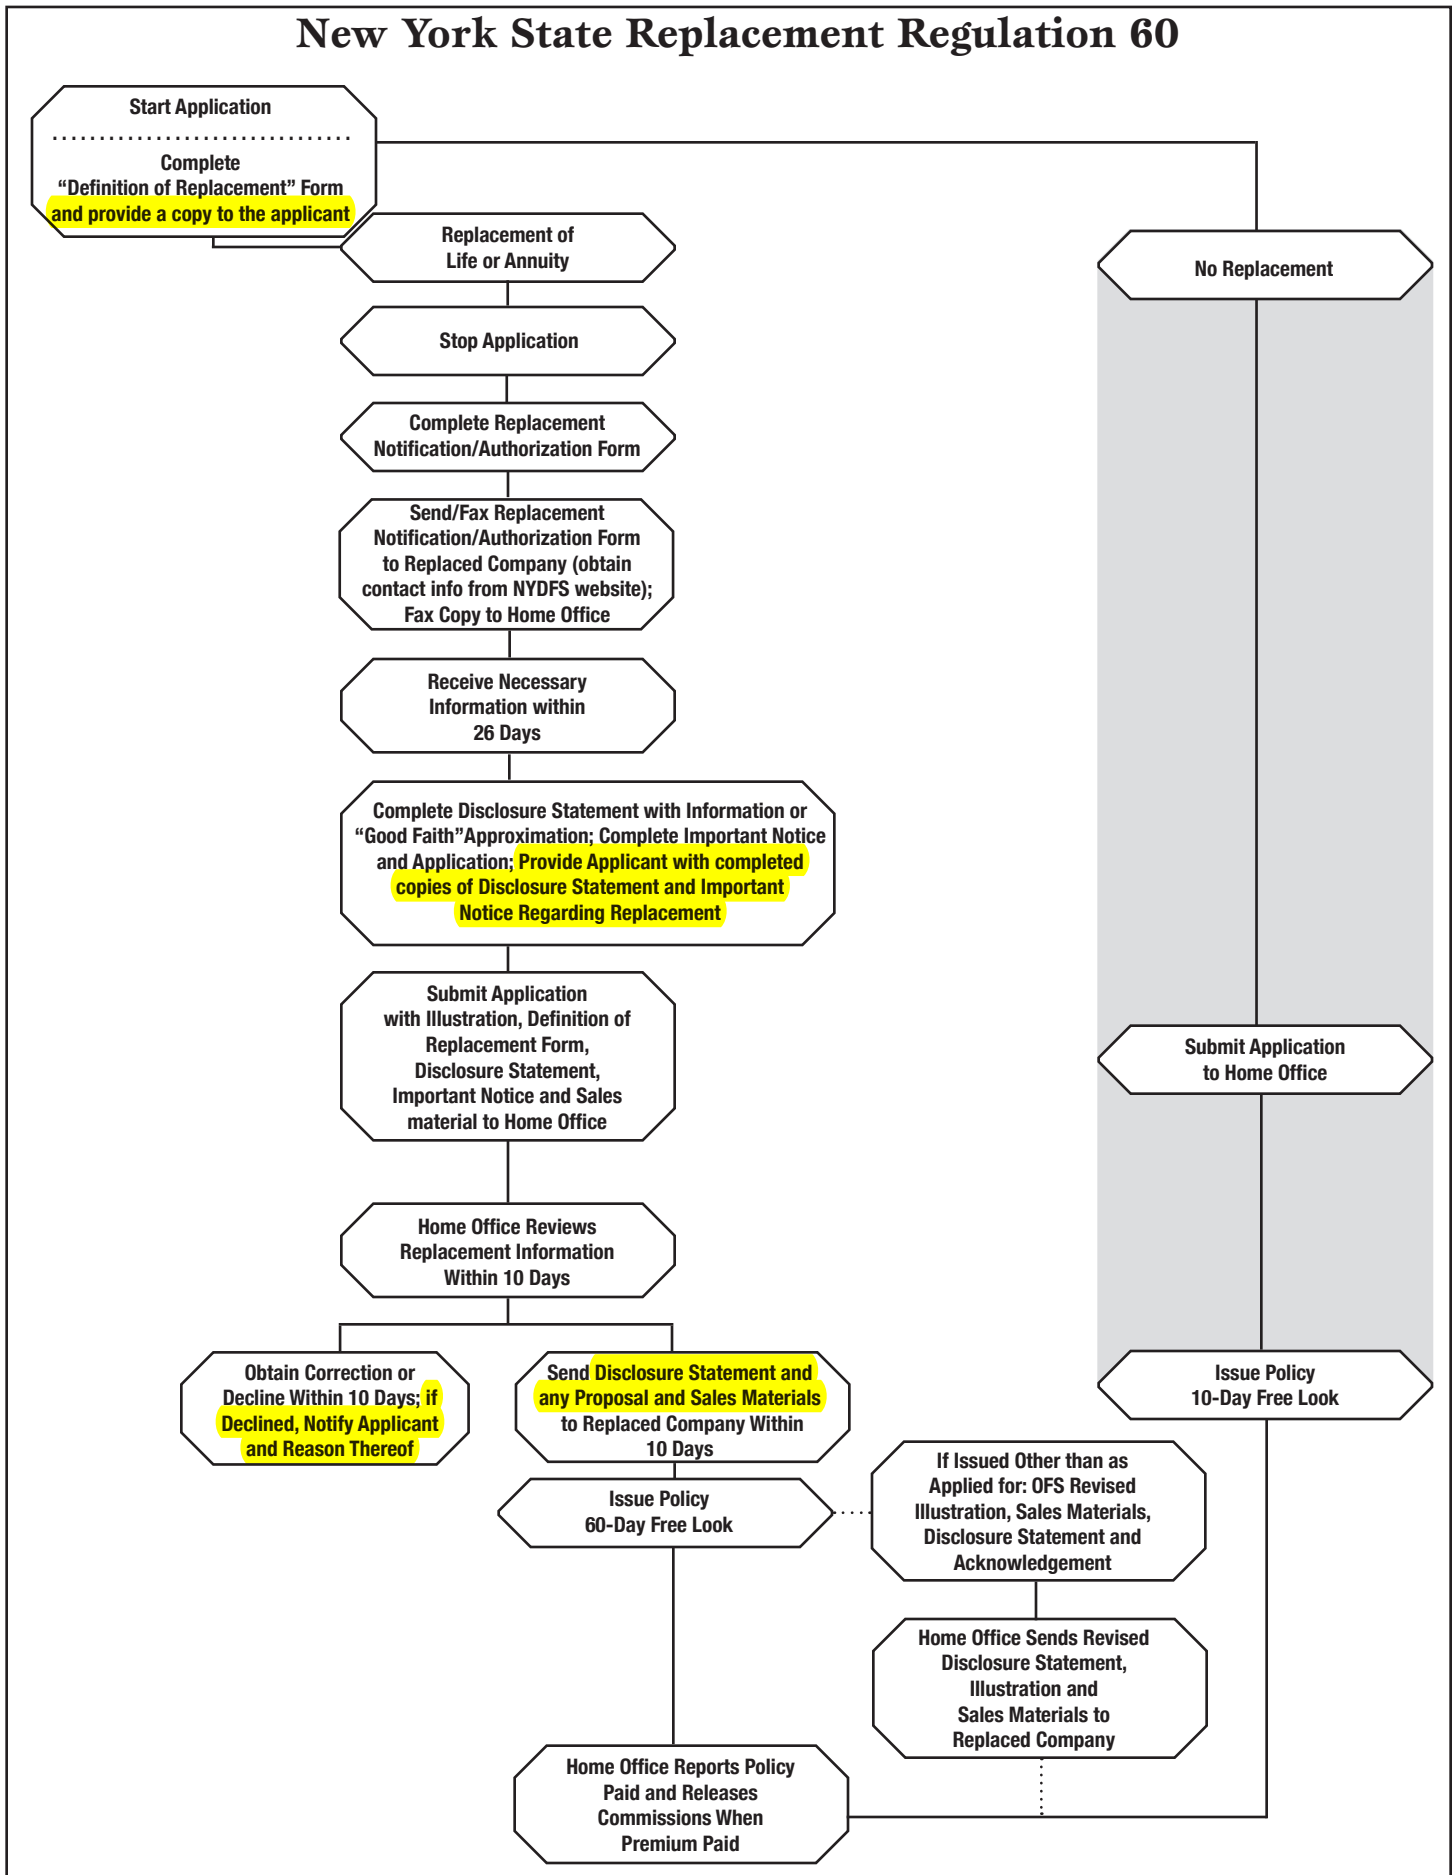 New York State Replacement Regulation 60
Start Application
Complete
“Definition of Replacement” Form
and provide a copy to the applicant
Replacement of
Life or Annuity
No Replacement
Stop Application
Complete Replacement
Notification/Authorization Form
Send/Fax Replacement
Notification/Authorization Form
to Replaced Company (obtain
contact info from NYDFS website);
Fax Copy to Home Office
Receive Necessary
Information within
26 Days
Complete Disclosure Statement with Information or
“Good Faith”Approximation; Complete Important Notice
and Application; Provide Applicant with completed
copies of Disclosure Statement and Important
Notice Regarding Replacement
Submit Application
with Illustration, Definition of
Replacement Form,
Disclosure Statement,
Important Notice and Sales
material to Home Office
Submit Application
to Home Office
Home Office Reviews
Replacement Information
Within 10 Days
Obtain Correction or
Decline Within 10 Days; if
Declined, Notify Applicant
and Reason Thereof
Send Disclosure Statement and
any Proposal and Sales Materials
to Replaced Company Within
10 Days
Issue Policy
10-Day Free Look
Issue Policy
60-Day Free Look
If Issued Other than as
Applied for: OFS Revised
Illustration, Sales Materials,
Disclosure Statement and
Acknowledgement
Home Office Sends Revised
Disclosure Statement,
Illustration and
Sales Materials to
Replaced Company
Home Office Reports Policy
Paid and Releases
Commissions When
Premium Paid